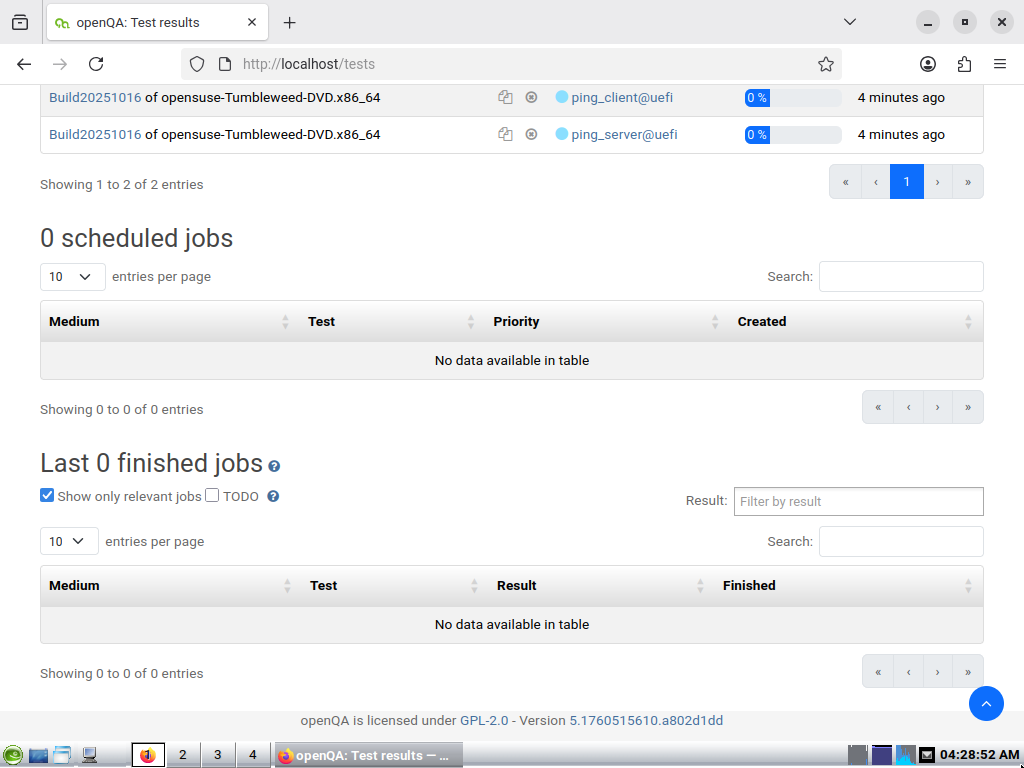 openQA: Test results
http://localhost/tests
Build20251016 of opensuse-Tumbleweed-DVD.x86_64 ping_client@uefi 0 % 4 minutes ago
Build20251016 of opensuse-Tumbleweed-DVD.x86_64 ping_server@uefi 0 % 4 minutes ago
Showing 1 to 2 of 2 entries « ‹ 1 › »
0 scheduled jobs
10 entries per page Search:
Medium Test Priority Created
No data available in table
Showing 0 to 0 of 0 entries « ‹ › »
Last 0 finished jobs
Show only relevant jobs TODO Result: Filter by result
10 entries per page Search:
Medium Test Result Finished
No data available in table
Showing 0 to 0 of 0 entries « ‹ › »
openQA is licensed under GPL-2.0 - Version 5.1760515610.a802d1dd
1 2 3 4 openQA: Test results — ... 04:28:52 AM